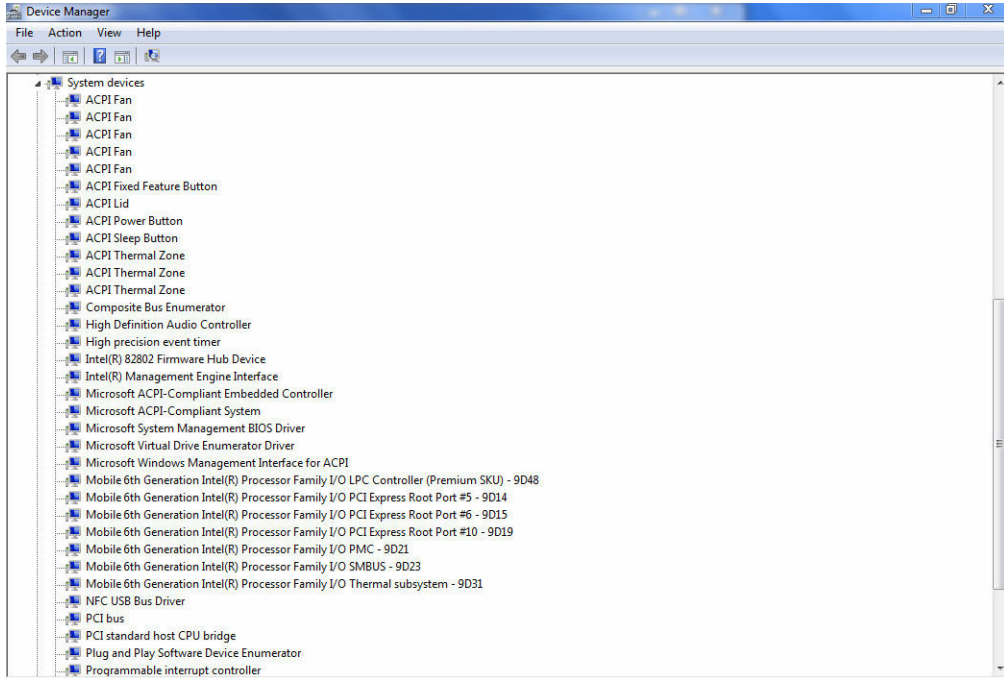 Device Manager
File Action View Help
System devices
ACPI Fan
ACPI Fan
ACPI Fan
ACPI Fan
ACPI Fan
ACPI Fixed Feature Button
ACPI Lid
ACPI Power Button
ACPI Sleep Button
ACPI Thermal Zone
ACPI Thermal Zone
ACPI Thermal Zone
Composite Bus Enumerator
High Definition Audio Controller
High precision event timer
Intel(R) 82802 Firmware Hub Device
Intel(R) Management Engine Interface
Microsoft ACPI-Compliant Embedded Controller
Microsoft ACPI-Compliant System
Microsoft System Management BIOS Driver
Microsoft Virtual Drive Enumerator Driver
Microsoft Windows Management Interface for ACPI
Mobile 6th Generation Intel(R) Processor Family I/O LPC Controller (Premium SKU) - 9D48
Mobile 6th Generation Intel(R) Processor Family I/O PCI Express Root Port #5 - 9D14
Mobile 6th Generation Intel(R) Processor Family I/O PCI Express Root Port #6 - 9D15
Mobile 6th Generation Intel(R) Processor Family I/O PCI Express Root Port #10 - 9D19
Mobile 6th Generation Intel(R) Processor Family I/O PMC - 9D21
Mobile 6th Generation Intel(R) Processor Family I/O SMBUS - 9D23
Mobile 6th Generation Intel(R) Processor Family I/O Thermal subsystem - 9D31
NFC USB Bus Driver
PCI bus
PCI standard host CPU bridge
Plug and Play Software Device Enumerator
Programmable interrupt controller